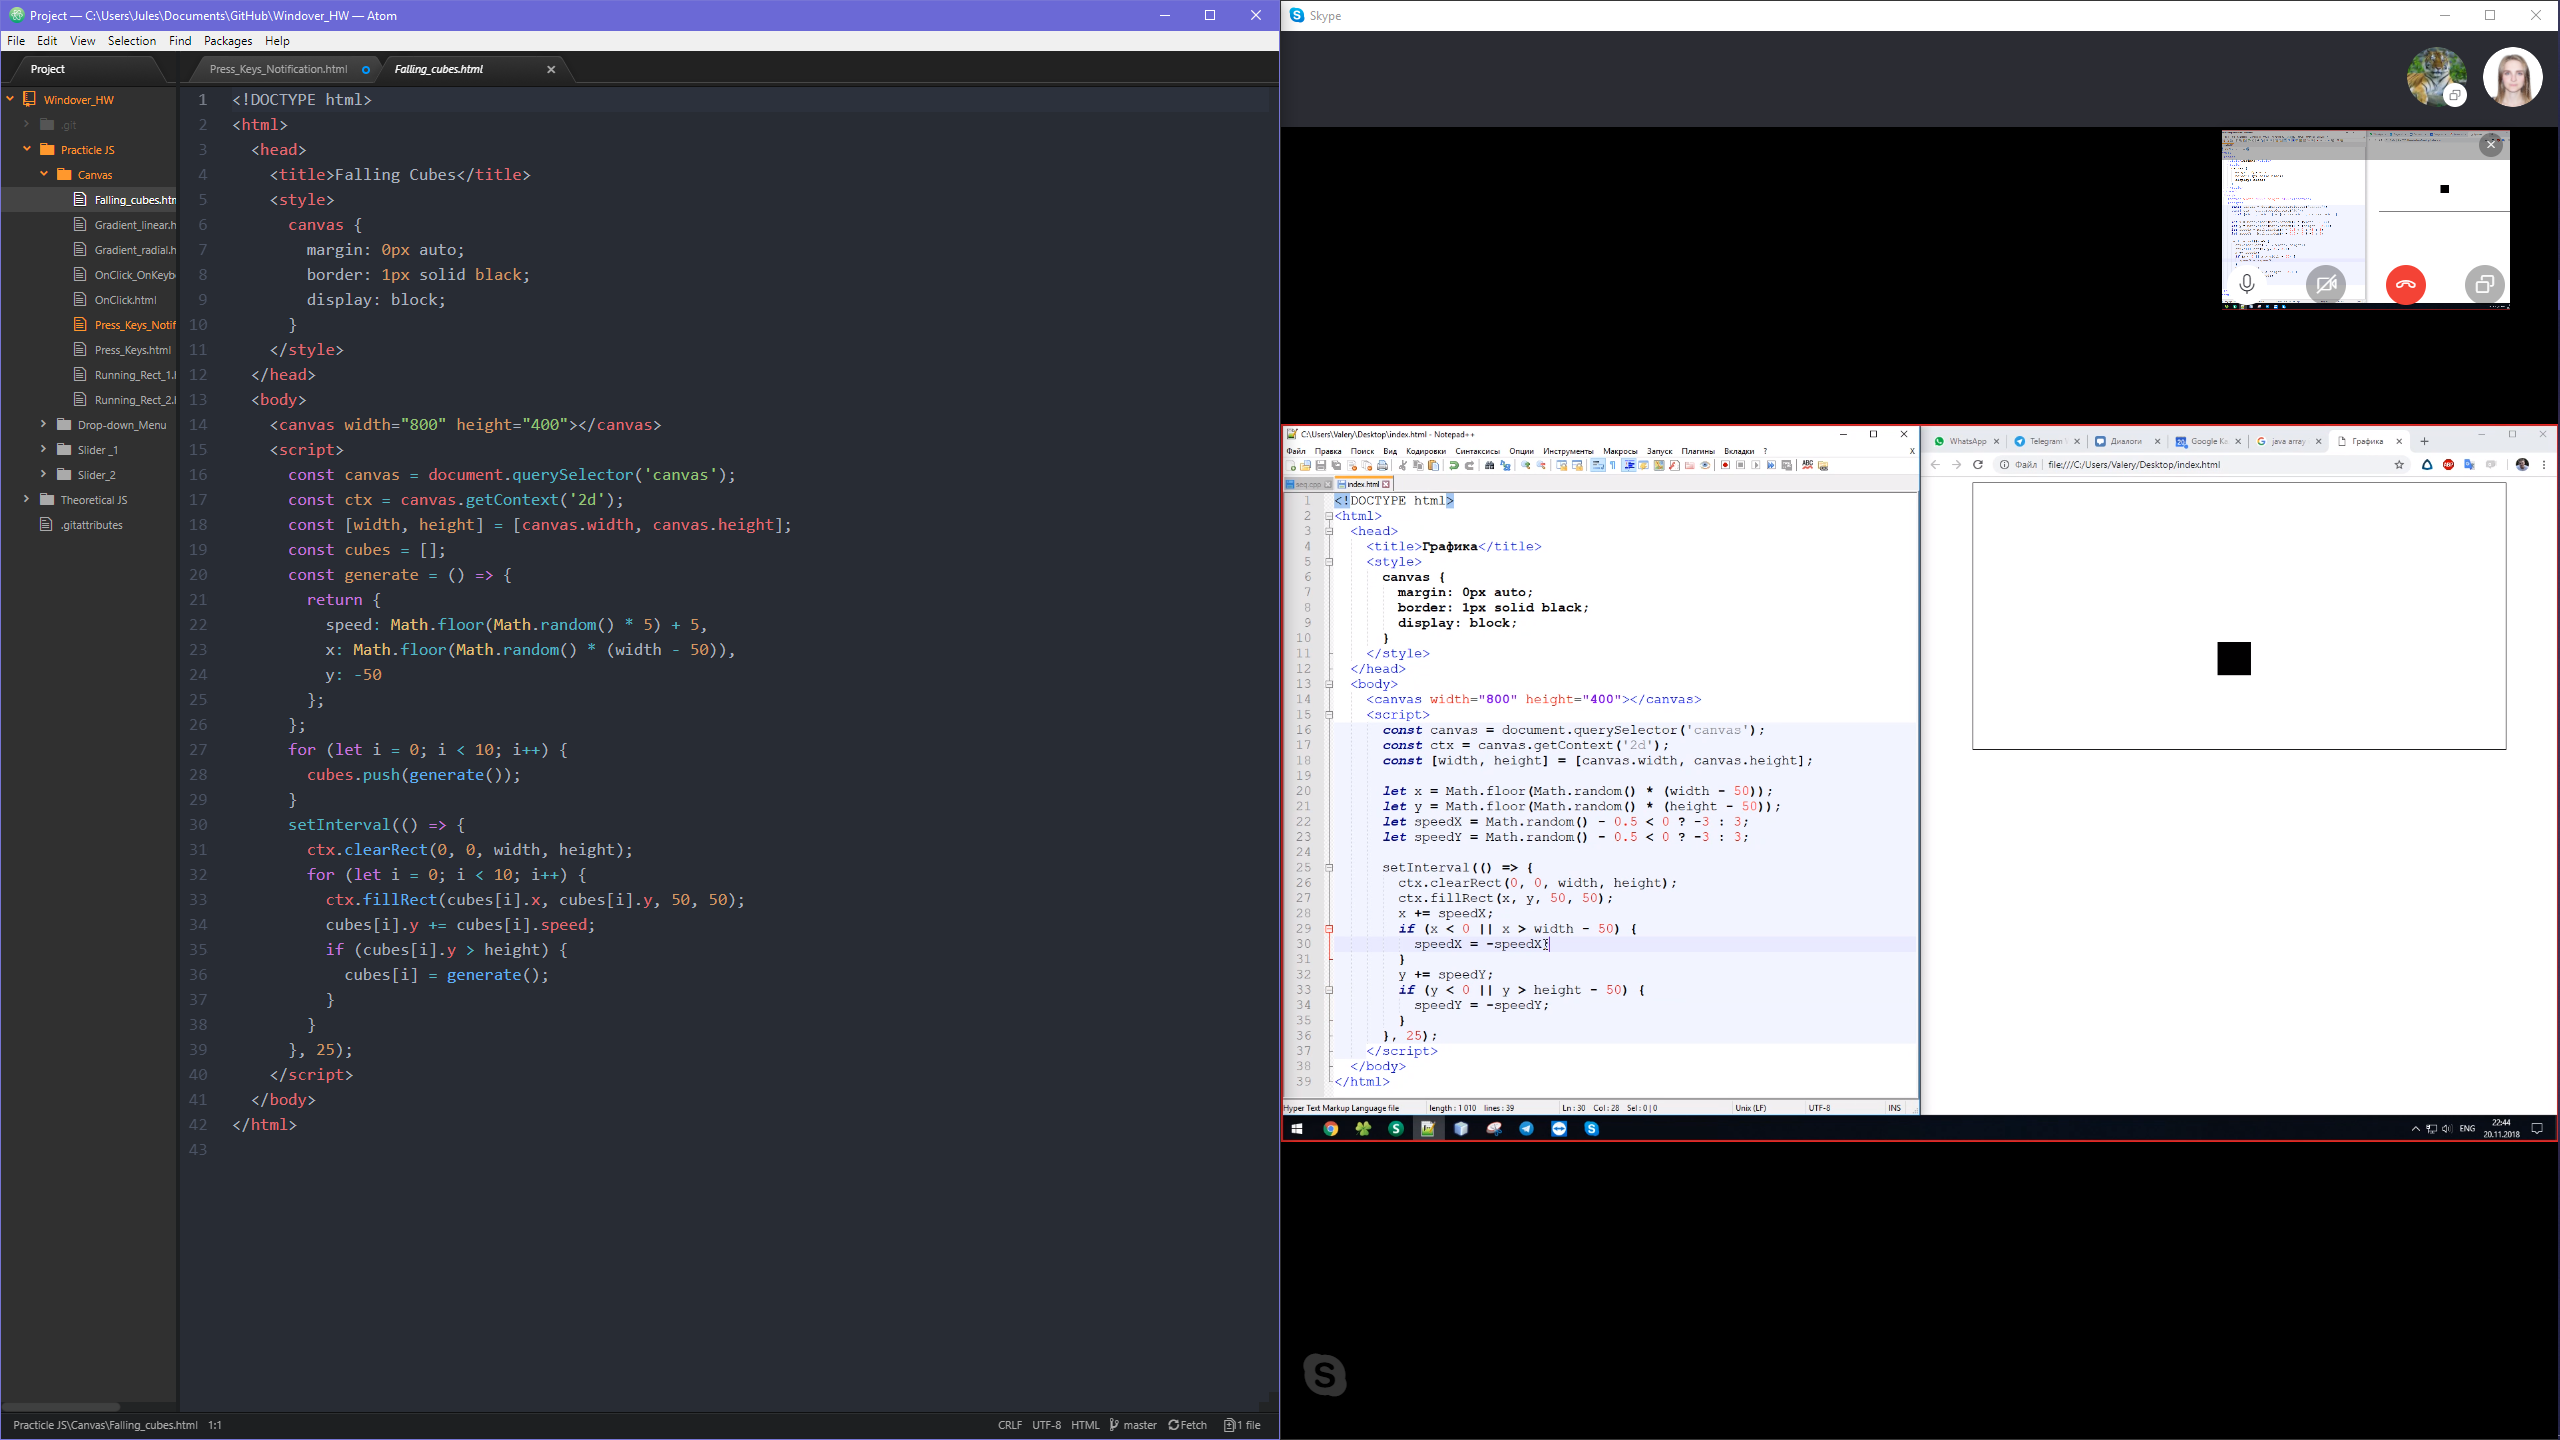 Project — C:\Users\Jules\Documents\GitHub\Windover_HW — Atom
File Edit View Selection Find Packages Help
Project
Windover_HW
.git
Practicle JS
Canvas
Falling_cubes.htm
Gradient_linear.h
Gradient_radial.h
OnClick_OnKeybo
OnClick.html
Press_Keys_Notif
Press_Keys.html
Running_Rect_1.
Running_Rect_2.
Drop-down_Menu
Slider_1
Slider_2
Theoretical JS
.gitattributes
Press_Keys_Notification.html
Falling_cubes.html
1 <!DOCTYPE html>
2 <html>
3 <head>
4 <title>Falling Cubes</title>
5 <style>
6 canvas {
7 margin: 0px auto;
8 border: 1px solid black;
9 display: block;
10 }
11 </style>
12 </head>
13 <body>
14 <canvas width="800" height="400"></canvas>
15 <script>
16 const canvas = document.querySelector('canvas');
17 const ctx = canvas.getContext('2d');
18 const [width, height] = [canvas.width, canvas.height];
19 const cubes = [];
20 const generate = () => {
21 return {
22 speed: Math.floor(Math.random() * 5) + 5,
23 x: Math.floor(Math.random() * (width - 50)),
24 y: -50
25 };
26 };
27 for (let i = 0; i < 10; i++) {
28 cubes.push(generate());
29 }
30 setInterval(() => {
31 ctx.clearRect(0, 0, width, height);
32 for (let i = 0; i < 10; i++) {
33 ctx.fillRect(cubes[i].x, cubes[i].y, 50, 50);
34 cubes[i].y += cubes[i].speed;
35 if (cubes[i].y > height) {
36 cubes[i] = generate();
37 }
38 }
39 }, 25);
40 </script>
41 </body>
42 </html>
43
Practicle JS\Canvas\Falling_cubes.html 1:1
CRLF UTF-8 HTML master Fetch 1 file
Skype
C:\Users\Valery\Desktop\index.html - Notepad++
Файл Правка Поиск Вид Кодировки Синтаксисы Опции Инструменты Макросы Запуск Плагины Вкладки ? X
seq.cpp index.html
1 <!DOCTYPE html>
2 <html>
3 <head>
4 <title>Графика</title>
5 <style>
6 canvas {
7 margin: 0px auto;
8 border: 1px solid black;
9 display: block;
10 }
11 </style>
12 </head>
13 <body>
14 <canvas width="800" height="400"></canvas>
15 <script>
16 const canvas = document.querySelector('canvas');
17 const ctx = canvas.getContext('2d');
18 const [width, height] = [canvas.width, canvas.height];
19
20 let x = Math.floor(Math.random() * (width - 50));
21 let y = Math.floor(Math.random() * (height - 50));
22 let speedX = Math.random() - 0.5 < 0 ? -3 : 3;
23 let speedY = Math.random() - 0.5 < 0 ? -3 : 3;
24
25 setInterval(() => {
26 ctx.clearRect(0, 0, width, height);
27 ctx.fillRect(x, y, 50, 50);
28 x += speedX;
29 if (x < 0 || x > width - 50) {
30 speedX = -speedX;
31 }
32 y += speedY;
33 if (y < 0 || y > height - 50) {
34 speedY = -speedY;
35 }
36 }, 25);
37 </script>
38 </body>
39 </html>
Hyper Text Markup Language file length : 1 010 lines : 39 Ln : 30 Col : 28 Sel : 0 | 0 Unix (LF) UTF-8 INS
WhatsApp Telegram Диалоги Google Ка java array Графика
Файл file:///C:/Users/Valery/Desktop/index.html
ENG 22:44
20.11.2018